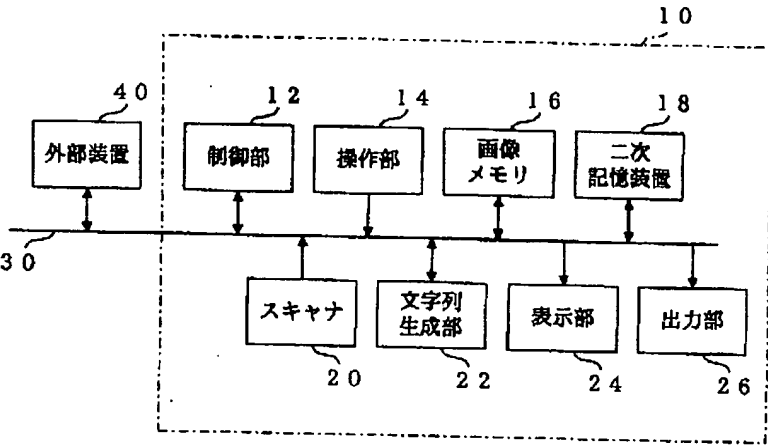 10
40
12
14
16
18
外部装置
制御部
操作部
画像
メモリ
二次
記憶装置
30
スキャナ
文字列
生成部
表示部
出力部
20
22
24
26